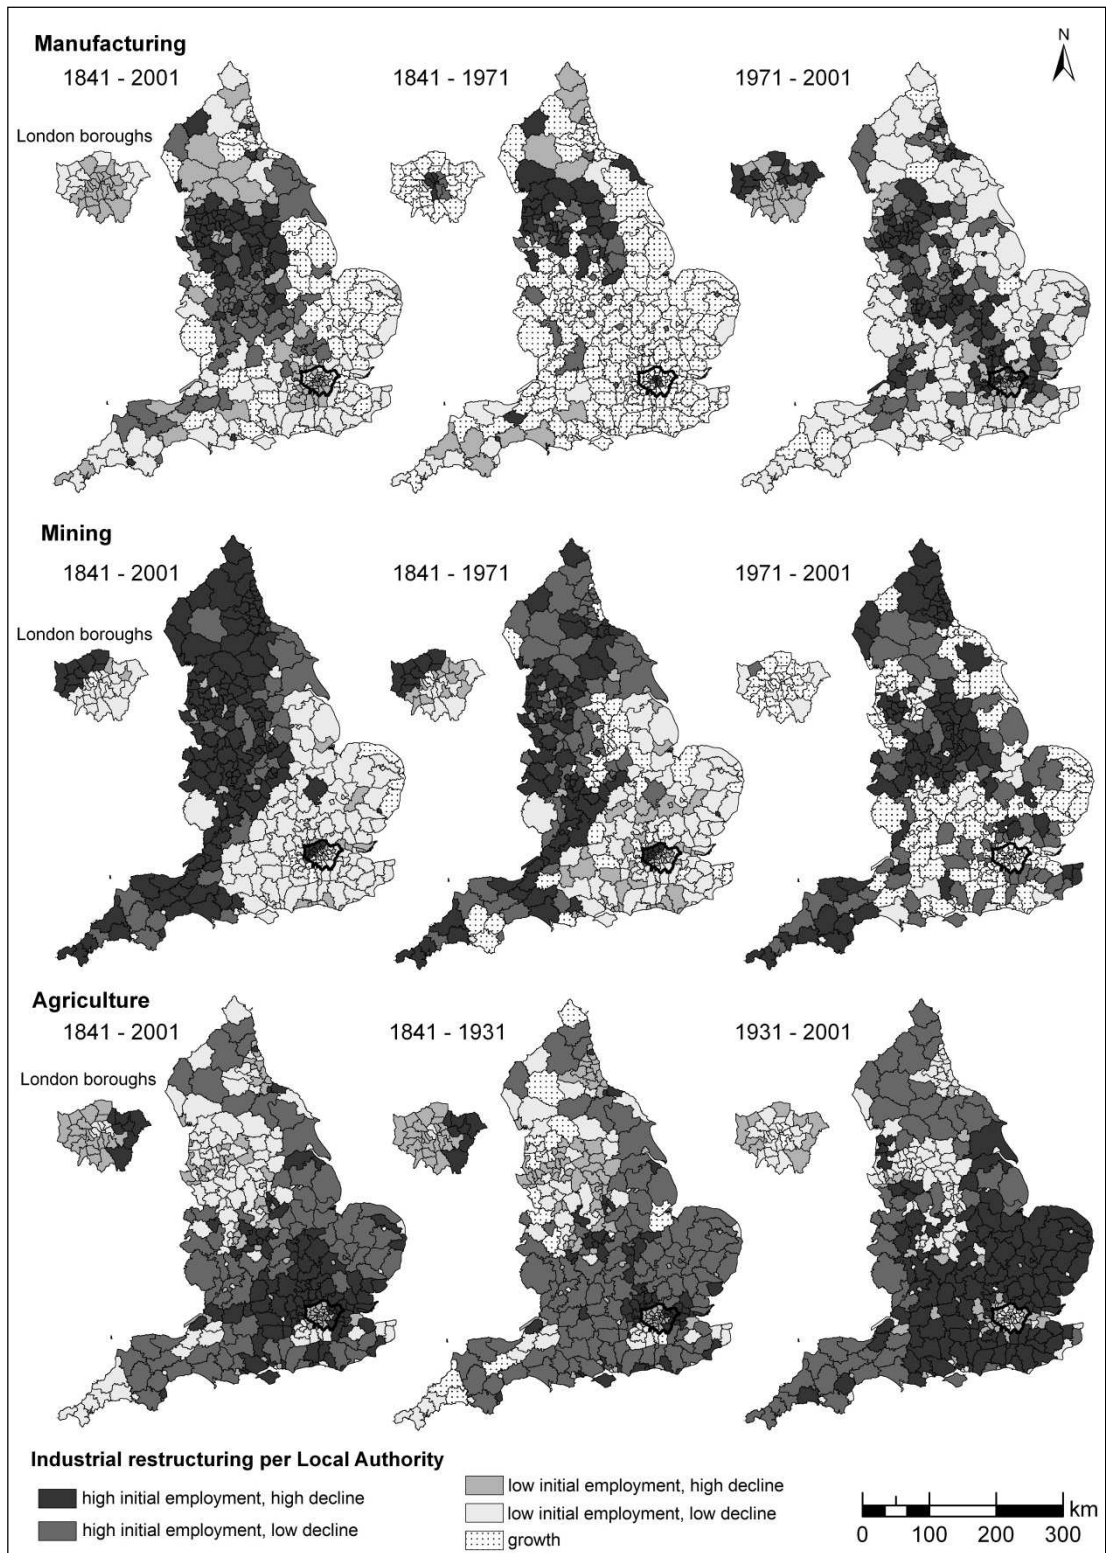 Manufacturing
N
1841 - 2001
1841 - 1971
1971 - 2001
London boroughs
Mining
1841 - 2001
1841 - 1971
1971 - 2001
London boroughs
Agriculture
1841 - 2001
1841 - 1931
1931 - 2001
London boroughs
Industrial restructuring per Local Authority
high initial employment, high decline
high initial employment, low decline
low initial employment, high decline
low initial employment, low decline
growth
km
0 100 200 300